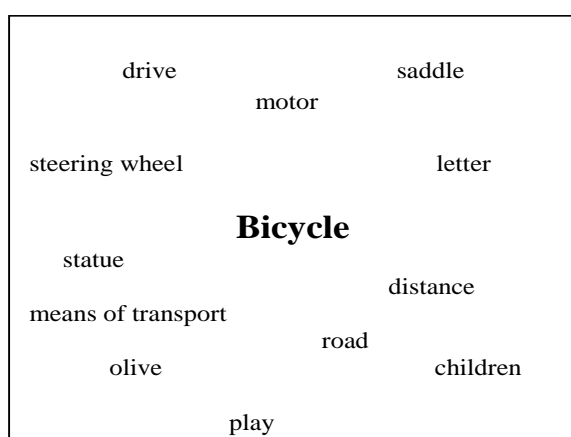 drive saddle
motor
steering wheel letter
Bicycle
statue
distance
means of transport
road
olive children
play